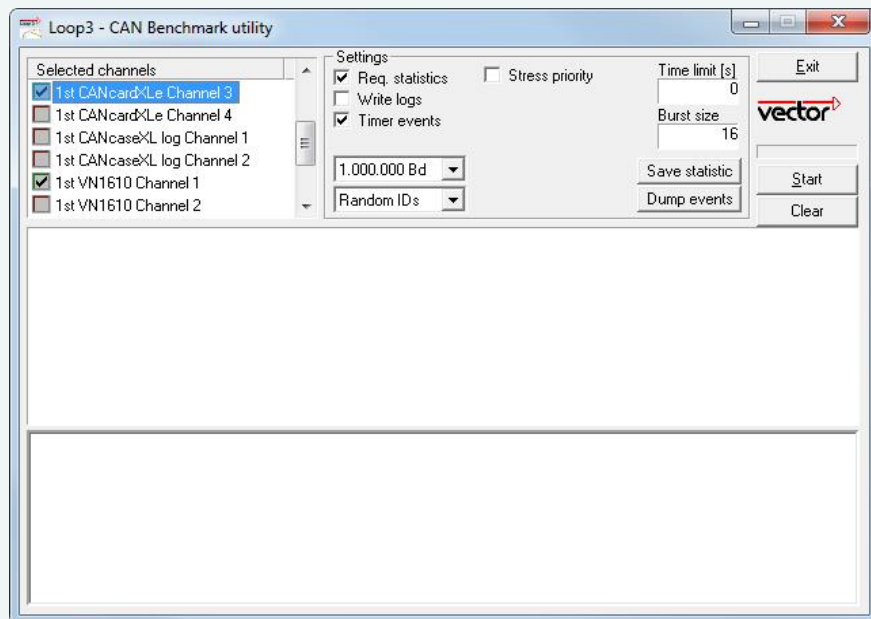 Loop3 - CAN Benchmark utility
Selected channels
1st CANcardXLe Channel 3
1st CANcardXLe Channel 4
1st CANcaseXL log Channel 1
1st CANcaseXL log Channel 2
1st VN1610 Channel 1
1st VN1610 Channel 2
Settings
Req. statistics
Write logs
Timer events
Stress priority
1.000.000 Bd
Random IDs
Time limit [s]
0
Burst size
16
Save statistic
Dump events
Exit
vector
Start
Clear